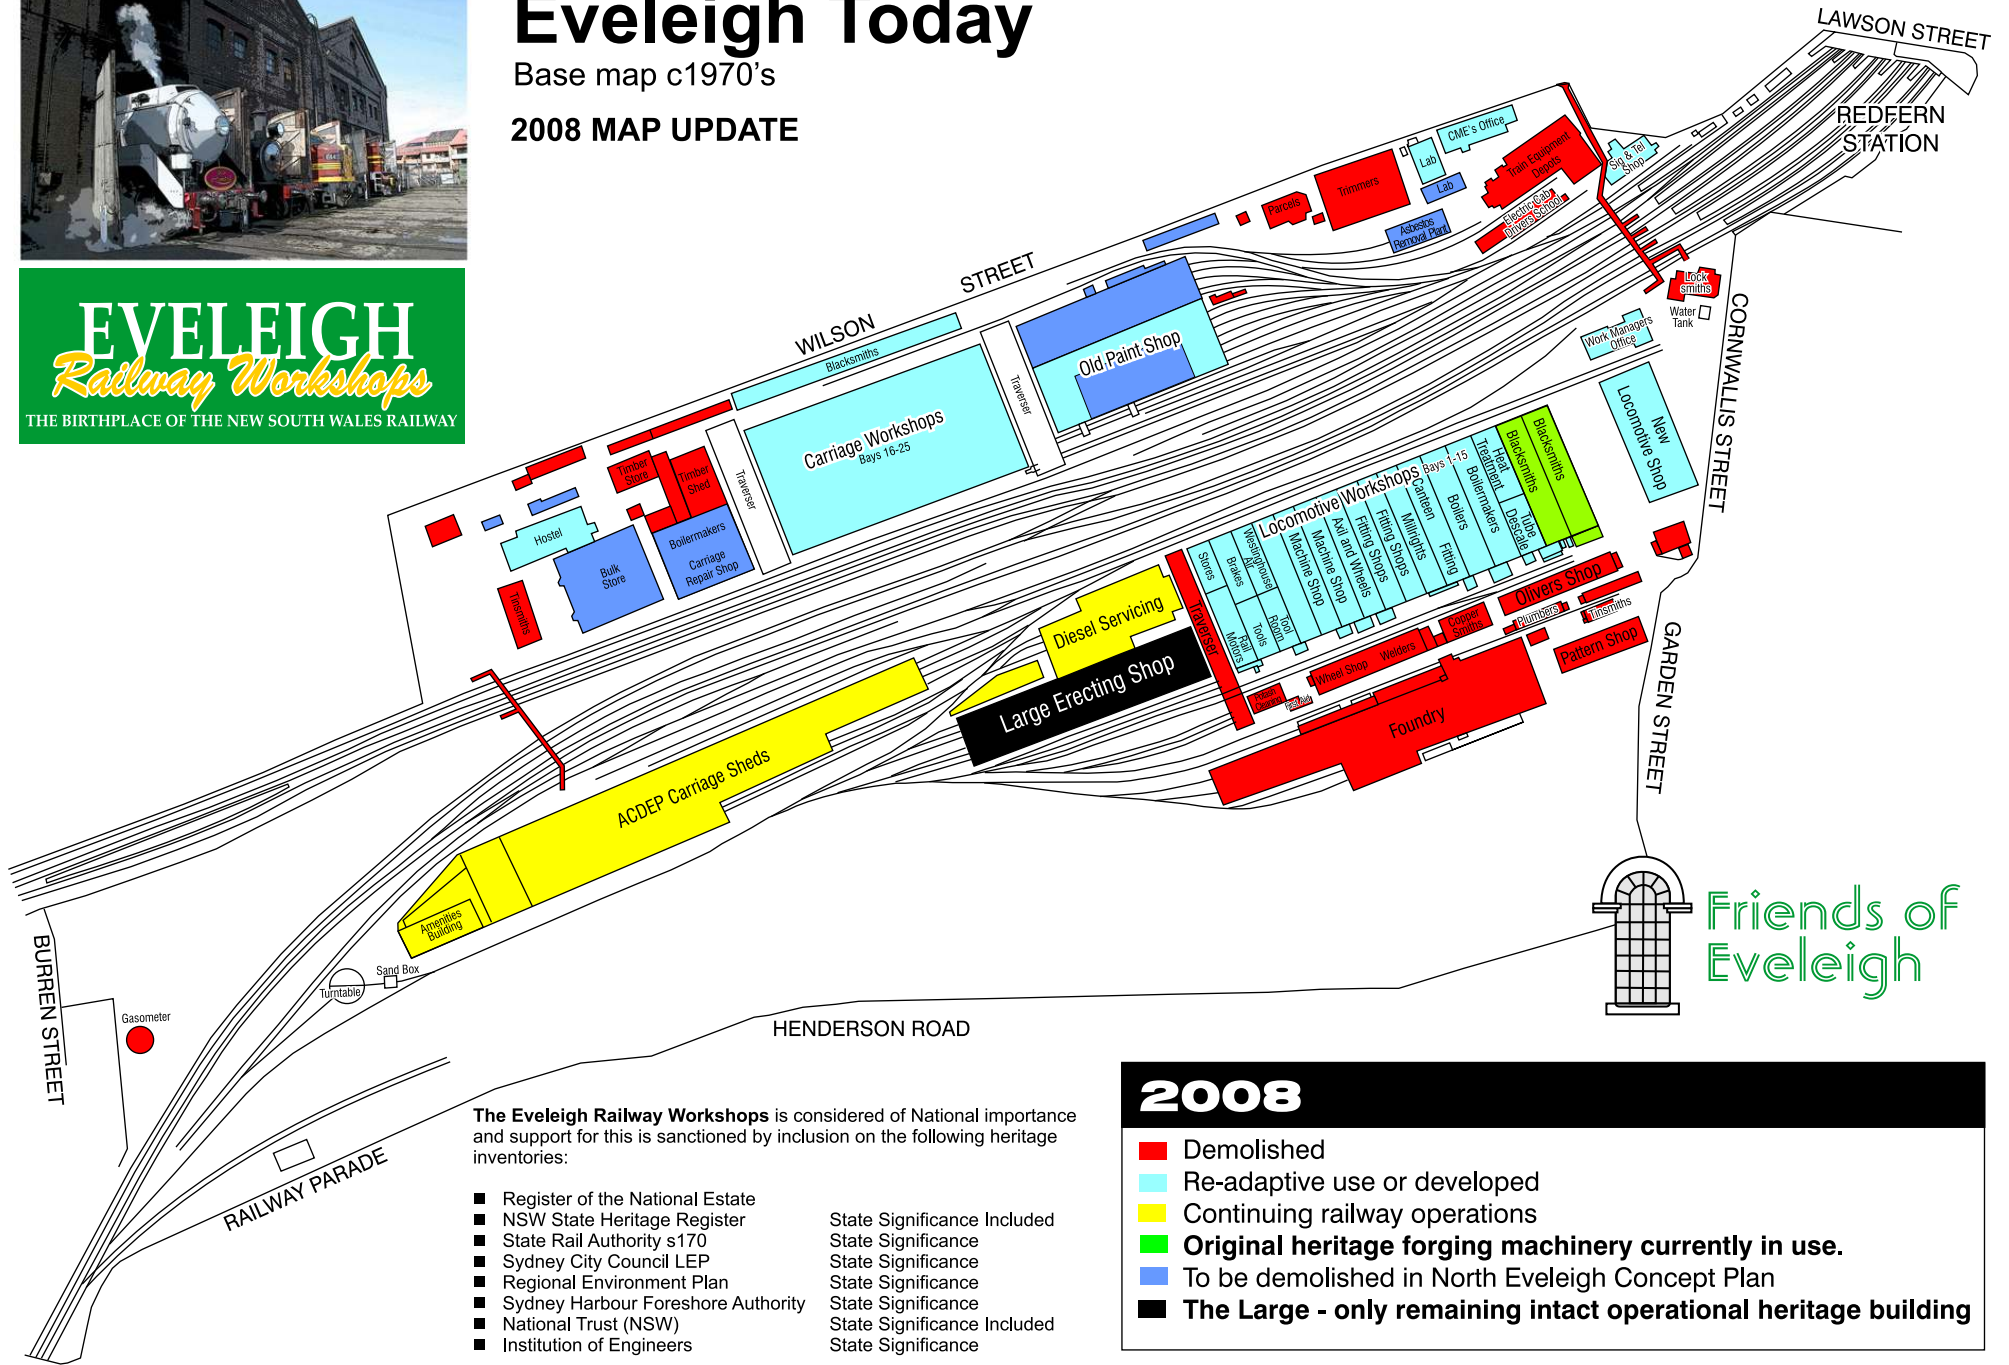 Eveleigh Today
Base map c1970's
2008 MAP UPDATE
EVELEIGH
Railway Workshops
THE BIRTHPLACE OF THE NEW SOUTH WALES RAILWAY
LAWSON STREET
REDFERN
STATION
CME's Office
Lab
Lab
Train Equipment
Depots
Sig & Tel
Shop
Trimmers
Parcels
Asbestos
Removal Plant
Electric Cab
Drivers School
Lock
smiths
Water
Tank
CORNWALLIS STREET
WILSON
STREET
Old Paint Shop
Work Managers
Office
Blacksmiths
Traverser
Carriage Workshops
Bays 16-25
New
Locomotive Shop
Timber
Store
Timber
Shed
Traverser
Hostel
Bulk
Store
Boilermakers
Carriage
Repair Shop
Tinsmiths
Locomotive Workshops
Bays 1-15
Stores
Brakes
Westinghouse
Air
Rail
Motors
Tools
Tool
Room
Machine Shop
Machine Shop
Axil and Wheels
Fitting Shops
Fitting Shops
Millrights
Canteen
Boilers
Fitting
Boilermakers
Heat
Treatment
Tube
Descale
Blacksmiths
Blacksmiths
Traverser
Diesel Servicing
Large Erecting Shop
Olivers Shop
Plumbers
Tinsmiths
Copper
Smiths
Pattern Shop
Wheel Shop
Welders
Potash
Cleaning
First Aid
Foundry
GARDEN STREET
ACDEP Carriage Sheds
Amenities
Building
Sand Box
Turntable
Gasometer
BURREN STREET
HENDERSON ROAD
RAILWAY PARADE
Friends of
Eveleigh
The Eveleigh Railway Workshops is considered of National importance
and support for this is sanctioned by inclusion on the following heritage
inventories:
Register of the National Estate
NSW State Heritage Register State Significance Included
State Rail Authority s170 State Significance
Sydney City Council LEP State Significance
Regional Environment Plan State Significance
Sydney Harbour Foreshore Authority State Significance
National Trust (NSW) State Significance Included
Institution of Engineers State Significance
2008
Demolished
Re-adaptive use or developed
Continuing railway operations
Original heritage forging machinery currently in use.
To be demolished in North Eveleigh Concept Plan
The Large - only remaining intact operational heritage building